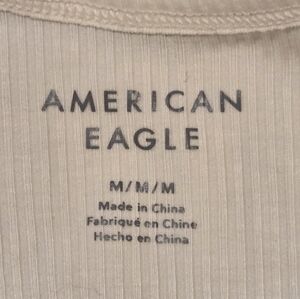 AMERICAN
EAGLE
M/M/M
Made in China
Fabriqué en Chine
Hecho en China